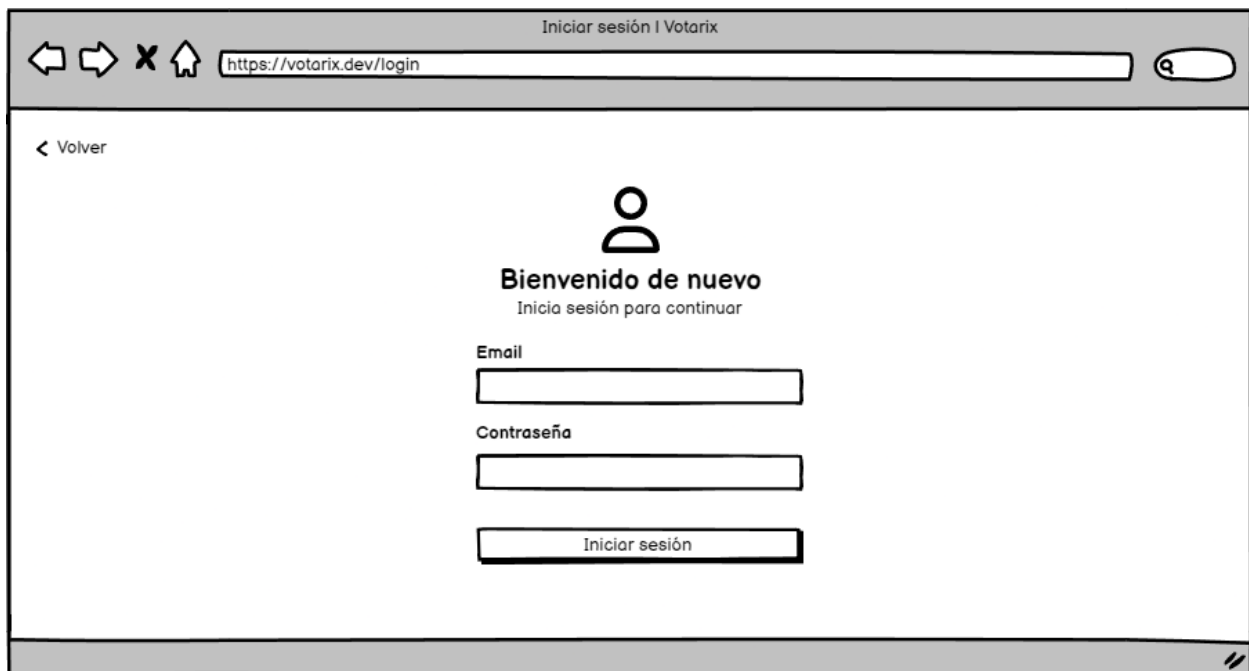 Iniciar sesión | Votarix
https://votarix.dev/login
Volver
Bienvenido de nuevo
Inicia sesión para continuar
Email
Contraseña
Iniciar sesión